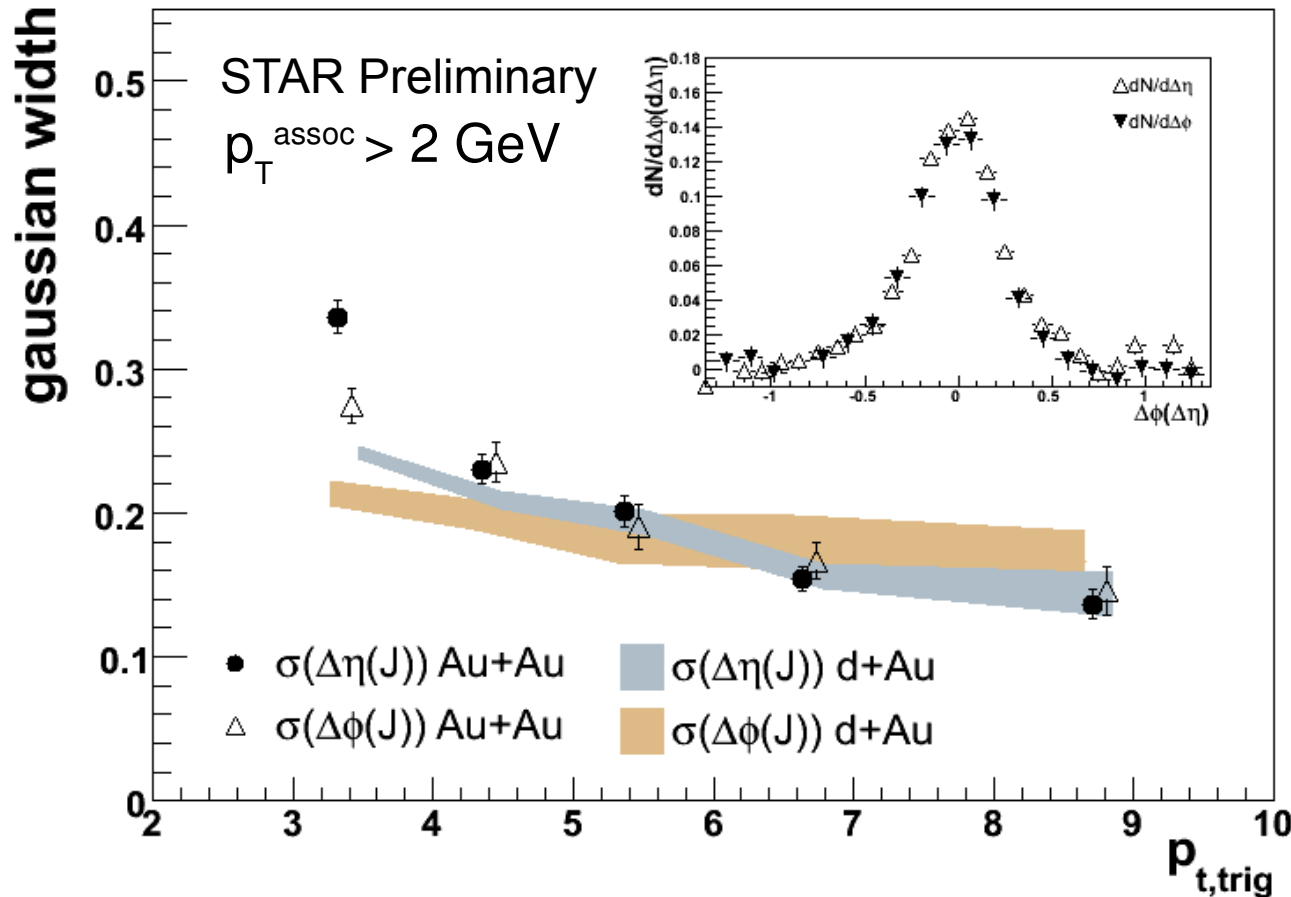 gaussian width
0.5
0.4
0.3
0.2
0.1
0
STAR Preliminary
p_T^assoc > 2 GeV
dN/dΔφ(dΔη)
0.18
0.16
0.14
0.12
0.1
0.08
0.06
0.04
0.02
0
dN/dΔη
dN/dΔφ
-1 -0.5 0 0.5 1
Δφ(Δη)
σ(Δη(J)) Au+Au
σ(Δφ(J)) Au+Au
σ(Δη(J)) d+Au
σ(Δφ(J)) d+Au
2 3 4 5 6 7 8 9 10
p_t,trig